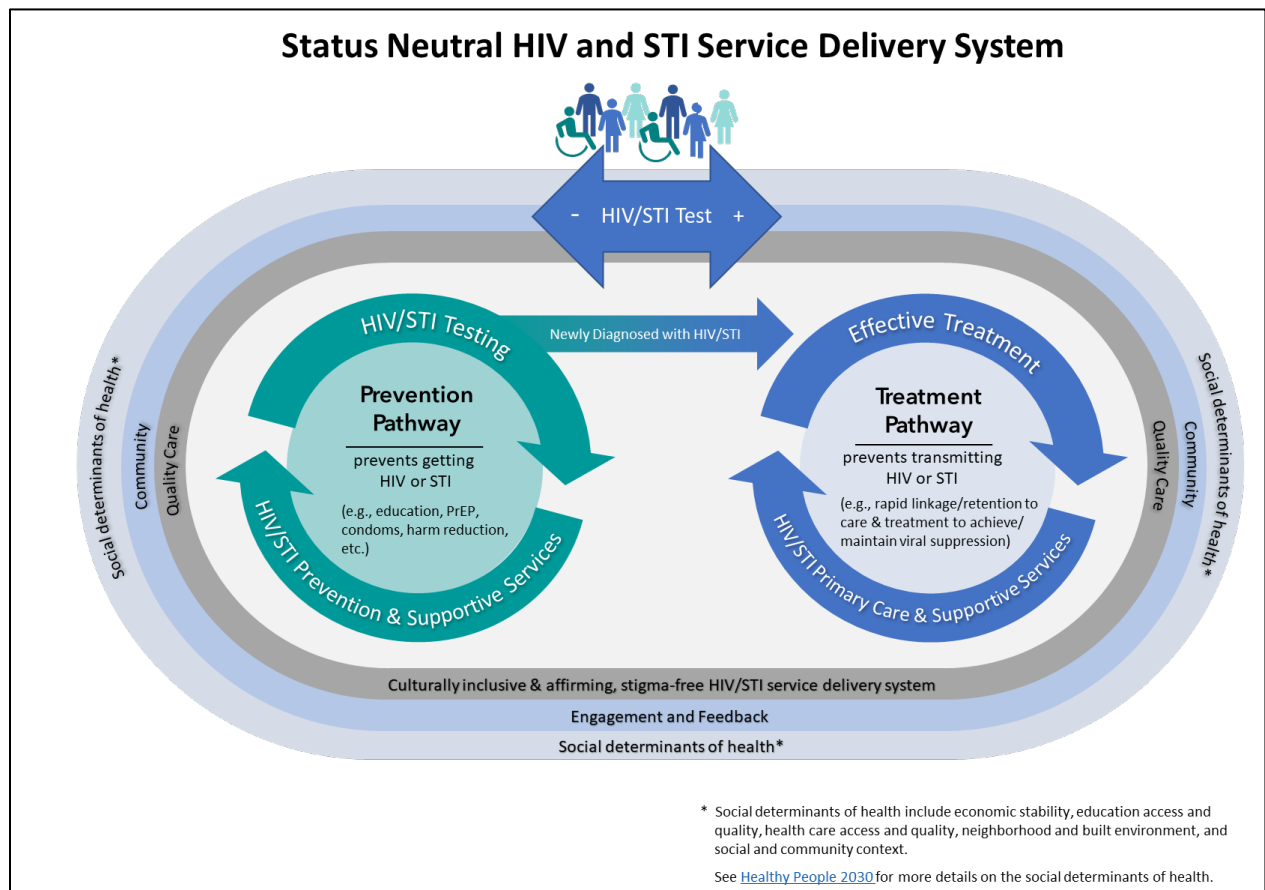 Status Neutral HIV and STI Service Delivery System
- HIV/STI Test +
HIV/STI Testing
Newly Diagnosed with HIV/STI
Effective Treatment
Prevention
Pathway
prevents getting
HIV or STI
(e.g., education, PrEP,
condoms, harm reduction,
etc.)
HIV/STI Prevention & Supportive Services
Treatment
Pathway
prevents transmitting
HIV or STI
(e.g., rapid linkage/retention to
care & treatment to achieve/
maintain viral suppression)
HIV/STI Primary Care & Supportive Services
Social determinants of health*
Community
Quality Care
Quality Care
Community
Social determinants of health*
Culturally inclusive & affirming, stigma-free HIV/STI service delivery system
Engagement and Feedback
Social determinants of health*
* Social determinants of health include economic stability, education access and
quality, health care access and quality, neighborhood and built environment, and
social and community context.
See Healthy People 2030 for more details on the social determinants of health.